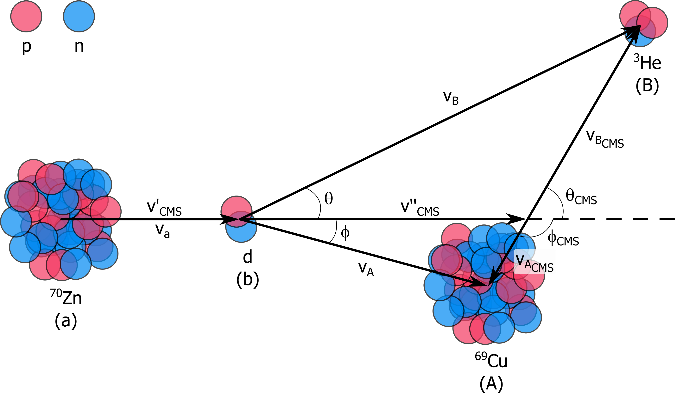 p n
³He
(B)
v_B
v_B_CMS
θ
v'_CMS
v_a
v''_CMS
θ_CMS
ϕ
ϕ_CMS
d
(b)
v_A
v_A_CMS
⁷⁰Zn
(a)
⁶⁹Cu
(A)